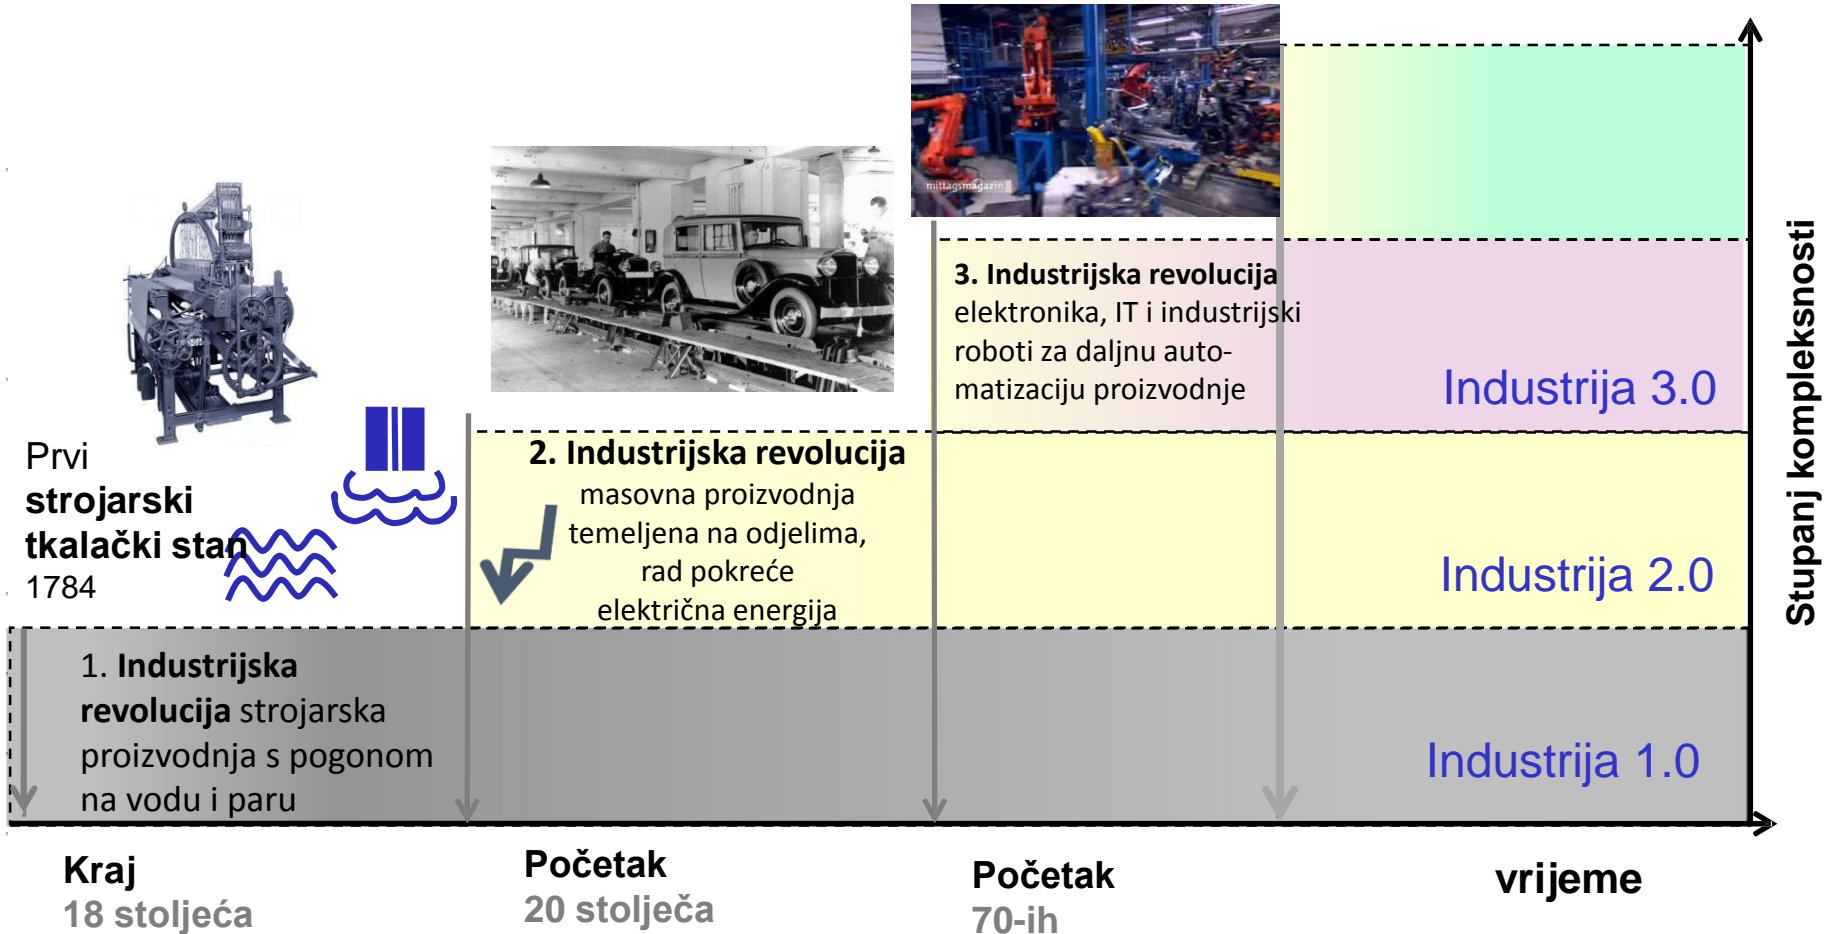 mittagsmagazin
3. Industrijska revolucija
elektronika, IT i industrijski
roboti za daljnu auto-
matizaciju proizvodnje
Industrija 3.0
Stupanj kompleksnosti
Prvi
strojarski
tkalački stan
1784
2. Industrijska revolucija
masovna proizvodnja
temeljena na odjelima,
rad pokreće
električna energija
Industrija 2.0
1. Industrijska
revolucija strojarska
proizvodnja s pogonom
na vodu i paru
Industrija 1.0
Kraj
18 stoljeća
Početak
20 stolječa
Početak
70-ih
vrijeme